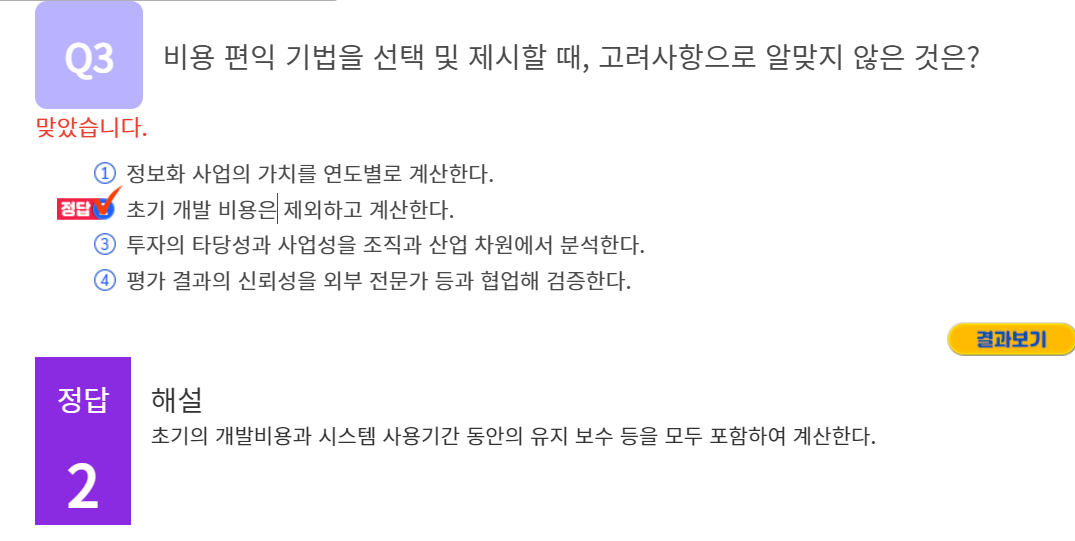 Q3 비용 편익 기법을 선택 및 제시할 때, 고려사항으로 알맞지 않은 것은?
맞았습니다.
① 정보화 사업의 가치를 연도별로 계산한다.
정답 초기 개발 비용은 제외하고 계산한다.
③ 투자의 타당성과 사업성을 조직과 산업 차원에서 분석한다.
④ 평가 결과의 신뢰성을 외부 전문가 등과 협업해 검증한다.
결과보기
정답
2
해설
초기의 개발비용과 시스템 사용기간 동안의 유지 보수 등을 모두 포함하여 계산한다.